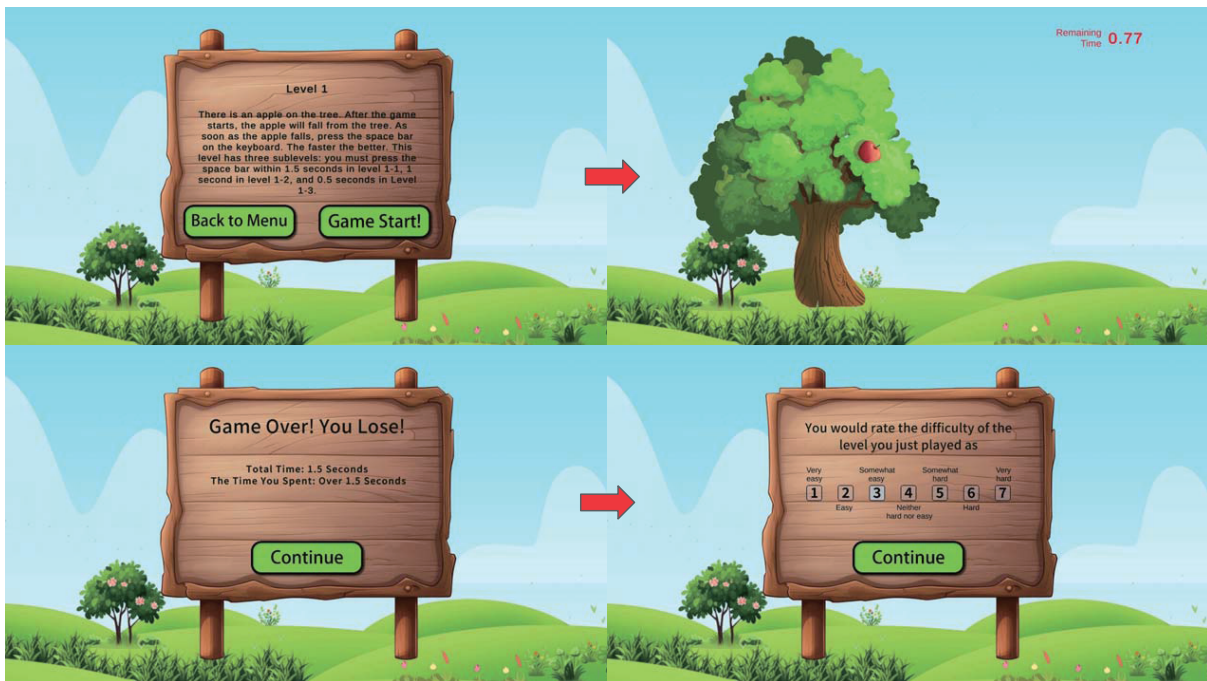 Level 1
There is an apple on the tree. After the game
starts, the apple will fall from the tree. As
soon as the apple falls, press the space bar
on the keyboard. The faster the better. This
level has three sublevels: you must press the
space bar within 1.5 seconds in level 1-1, 1
second in level 1-2, and 0.5 seconds in Level
1-3.
Back to Menu
Game Start!
Remaining
Time 0.77
Game Over! You Lose!
Total Time: 1.5 Seconds
The Time You Spent: Over 1.5 Seconds
Continue
You would rate the difficulty of the
level you just played as
Very
easy
Somewhat
easy
Somewhat
hard
Very
hard
1 2 3 4 5 6 7
Easy
Neither
hard nor easy
Hard
Continue